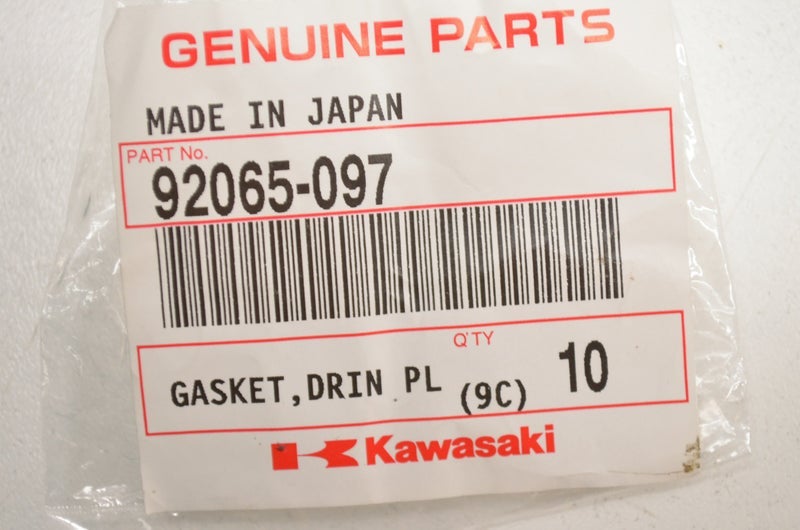 GENUINE PARTS
MADE IN JAPAN
PART No.
92065-097
Q'TY
GASKET,DRIN PL (9C) 10
Kawasaki